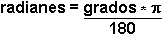 radianes = grados * π
180